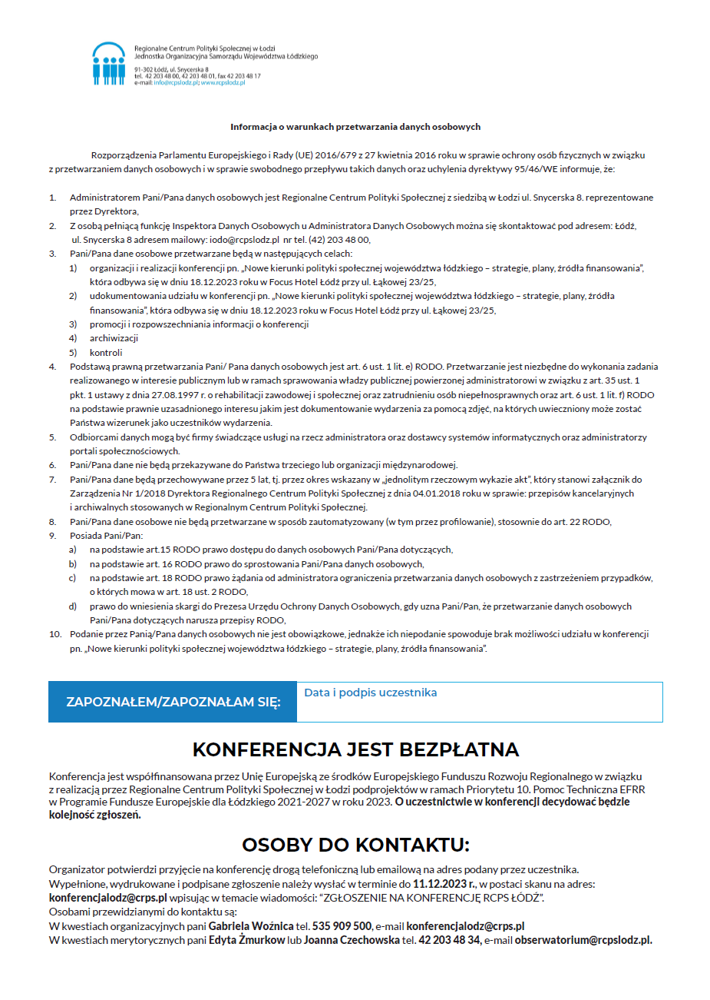 Regionalne Centrum Polityki Społecznej w Łodzi
Jednostka Organizacyjna Samorządu Województwa Łódzkiego
91-302 Łódź, ul. Snycerska 8
tel. 42 203 48 00, 42 203 48 01, fax 42 203 48 17
e-mail: info@rcpslodz.pl; www.rcpslodz.pl
Informacja o warunkach przetwarzania danych osobowych
Rozporządzenia Parlamentu Europejskiego i Rady (UE) 2016/679 z 27 kwietnia 2016 roku w sprawie ochrony osób fizycznych w związku
z przetwarzaniem danych osobowych i w sprawie swobodnego przepływu takich danych oraz uchylenia dyrektywy 95/46/WE informuje, że:
1. Administratorem Pani/Pana danych osobowych jest Regionalne Centrum Polityki Społecznej z siedzibą w Łodzi ul. Snycerska 8. reprezentowane
przez Dyrektora,
2. Z osobą pełniącą funkcję Inspektora Danych Osobowych u Administratora Danych Osobowych można się skontaktować pod adresem: Łódź,
ul. Snycerska 8 adresem mailowy: iodo@rcpslodz.pl nr tel. (42) 203 48 00,
3. Pani/Pana dane osobowe przetwarzane będą w następujących celach:
1) organizacji i realizacji konferencji pn. „Nowe kierunki polityki społecznej województwa łódzkiego – strategie, plany, źródła finansowania”,
która odbywa się w dniu 18.12.2023 roku w Focus Hotel Łódź przy ul. Łąkowej 23/25,
2) udokumentowania udziału w konferencji pn. „Nowe kierunki polityki społecznej województwa łódzkiego – strategie, plany, źródła
finansowania”, która odbywa się w dniu 18.12.2023 roku w Focus Hotel Łódź przy ul. Łąkowej 23/25,
3) promocji i rozpowszechniania informacji o konferencji
4) archiwizacji
5) kontroli
4. Podstawą prawną przetwarzania Pani/ Pana danych osobowych jest art. 6 ust. 1 lit. e) RODO. Przetwarzanie jest niezbędne do wykonania zadania
realizowanego w interesie publicznym lub w ramach sprawowania władzy publicznej powierzonej administratorowi w związku z art. 35 ust. 1
pkt. 1 ustawy z dnia 27.08.1997 r. o rehabilitacji zawodowej i społecznej oraz zatrudnieniu osób niepełnosprawnych oraz art. 6 ust. 1 lit. f) RODO
na podstawie prawnie uzasadnionego interesu jakim jest dokumentowanie wydarzenia za pomocą zdjęć, na których uwieczniony może zostać
Państwa wizerunek jako uczestników wydarzenia.
5. Odbiorcami danych mogą być firmy świadczące usługi na rzecz administratora oraz dostawcy systemów informatycznych oraz administratorzy
portali społecznościowych.
6. Pani/Pana dane nie będą przekazywane do Państwa trzeciego lub organizacji międzynarodowej.
7. Pani/Pana dane będą przechowywane przez 5 lat, tj. przez okres wskazany w „jednolitym rzeczowym wykazie akt”, który stanowi załącznik do
Zarządzenia Nr 1/2018 Dyrektora Regionalnego Centrum Polityki Społecznej z dnia 04.01.2018 roku w sprawie: przepisów kancelaryjnych
i archiwalnych stosowanych w Regionalnym Centrum Polityki Społecznej.
8. Pani/Pana dane osobowe nie będą przetwarzane w sposób zautomatyzowany (w tym przez profilowanie), stosownie do art. 22 RODO,
9. Posiada Pani/Pan:
a) na podstawie art.15 RODO prawo dostępu do danych osobowych Pani/Pana dotyczących,
b) na podstawie art. 16 RODO prawo do sprostowania Pani/Pana danych osobowych,
c) na podstawie art. 18 RODO prawo żądania od administratora ograniczenia przetwarzania danych osobowych z zastrzeżeniem przypadków,
o których mowa w art. 18 ust. 2 RODO,
d) prawo do wniesienia skargi do Prezesa Urzędu Ochrony Danych Osobowych, gdy uzna Pani/Pan, że przetwarzanie danych osobowych
Pani/Pana dotyczących narusza przepisy RODO,
10. Podanie przez Panią/Pana danych osobowych nie jest obowiązkowe, jednakże ich niepodanie spowoduje brak możliwości udziału w konferencji
pn. „Nowe kierunki polityki społecznej województwa łódzkiego – strategie, plany, źródła finansowania”.
ZAPOZNAŁEM/ZAPOZNAŁAM SIĘ:
Data i podpis uczestnika
KONFERENCJA JEST BEZPŁATNA
Konferencja jest współfinansowana przez Unię Europejską ze środków Europejskiego Funduszu Rozwoju Regionalnego w związku
z realizacją przez Regionalne Centrum Polityki Społecznej w Łodzi podprojektów w ramach Priorytetu 10. Pomoc Techniczna EFRR
w Programie Fundusze Europejskie dla Łódzkiego 2021-2027 w roku 2023. O uczestnictwie w konferencji decydować będzie
kolejność zgłoszeń.
OSOBY DO KONTAKTU:
Organizator potwierdzi przyjęcie na konferencję drogą telefoniczną lub emailową na adres podany przez uczestnika.
Wypełnione, wydrukowane i podpisane zgłoszenie należy wysłać w terminie do 11.12.2023 r., w postaci skanu na adres:
konferencjalodz@crps.pl wpisując w temacie wiadomości: “ZGŁOSZENIE NA KONFERENCJĘ RCPS ŁÓDŹ”.
Osobami przewidzianymi do kontaktu są:
W kwestiach organizacyjnych pani Gabriela Woźnica tel. 535 909 500, e-mail konferencjalodz@crps.pl
W kwestiach merytorycznych pani Edyta Żmurkow lub Joanna Czechowska tel. 42 203 48 34, e-mail obserwatorium@rcpslodz.pl.